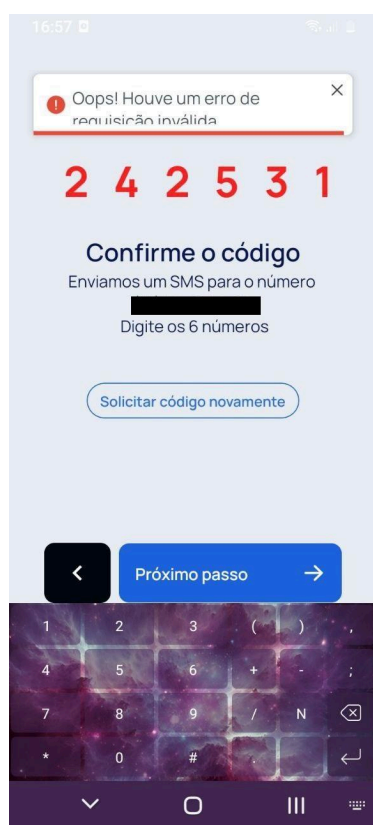 16:57
Oops! Houve um erro de
requisição inválida
2 4 2 5 3 1
Confirme o código
Enviamos um SMS para o número
Digite os 6 números
Solicitar código novamente
Próximo passo
1 2 3 ( ) ,
4 5 6 + - ;
7 8 9 / N
* 0 # .